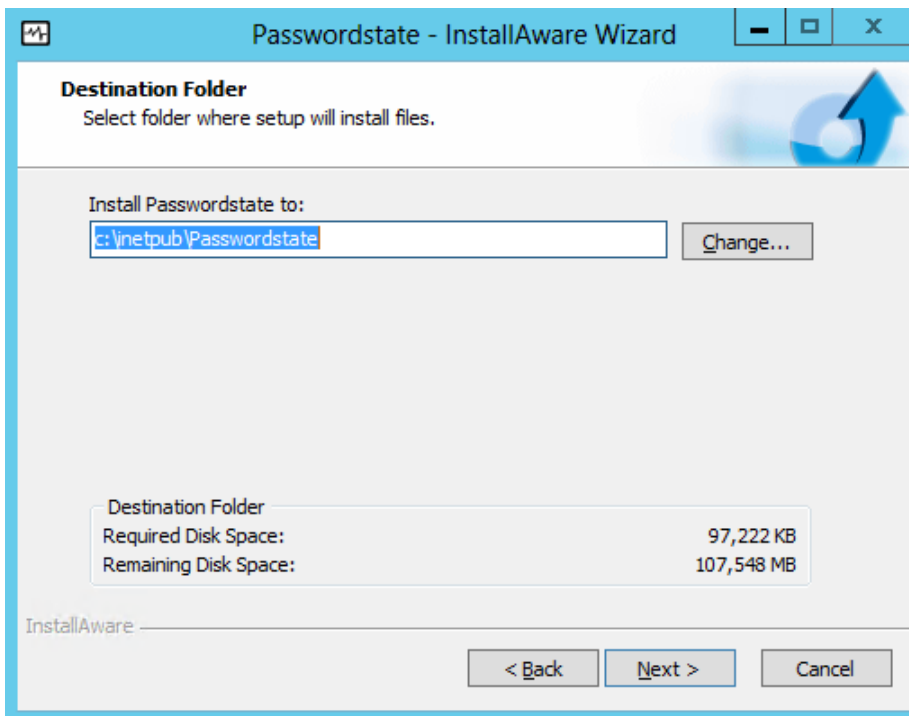 Passwordstate - InstallAware Wizard
Destination Folder
Select folder where setup will install files.
Install Passwordstate to:
c:\inetpub\Passwordstate
Change...
Destination Folder
Required Disk Space: 97,222 KB
Remaining Disk Space: 107,548 MB
InstallAware
< Back Next > Cancel